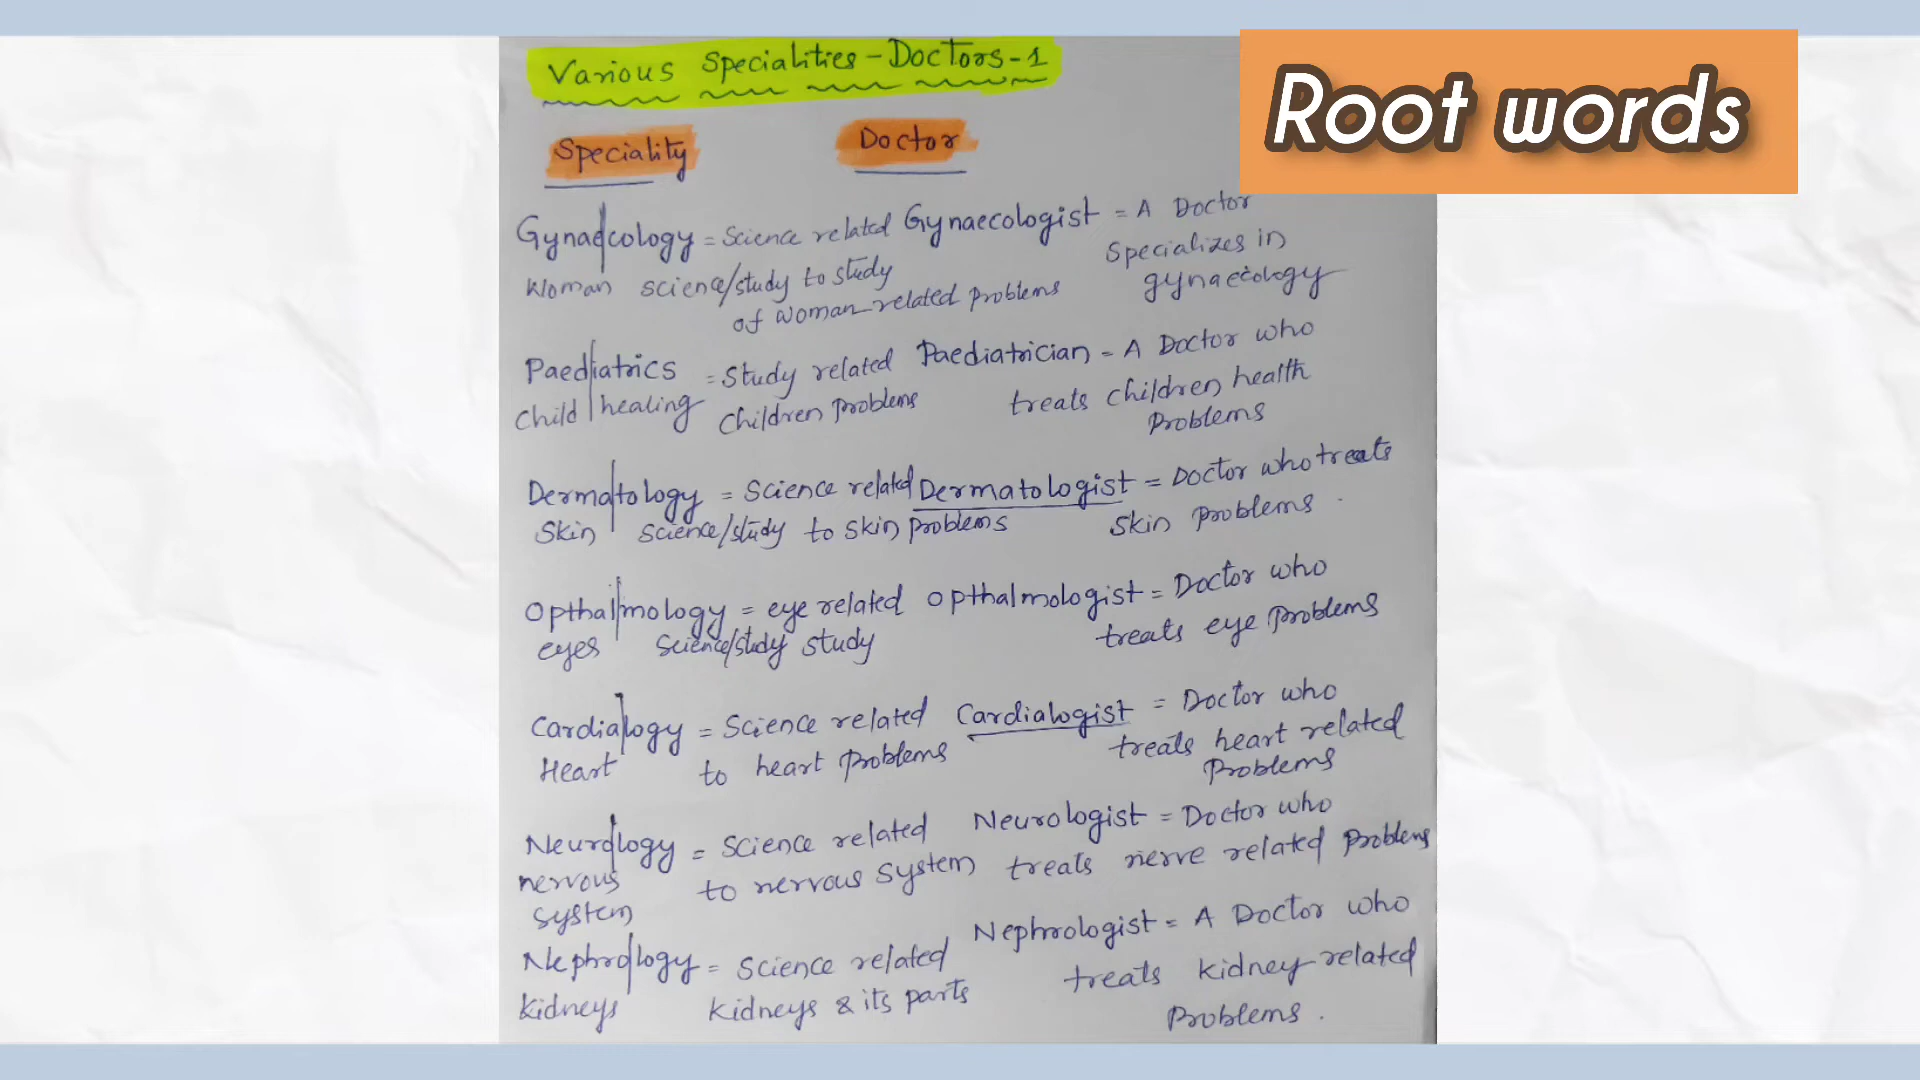 Root words
Various Specialities - Doctors - 1
Speciality Doctor
Gynaecology = Science related Gynaecologist = A Doctor
Woman science/study to study Specializes in
of woman related problems gynaecology
Paediatrics = Study related Paediatrician = A Doctor who
Child healing Children problems treats children health
Problems
Dermatology = Science related Dermatologist = Doctor who treats
Skin science/study to skin problems Skin problems.
Opthalmology = eye related Opthalmologist = Doctor who
eyes science/study study treats eye problems
Cardialogy = Science related Cardialogist = Doctor who
Heart to heart problems treats heart related
Problems
Neurology = Science related Neurologist = Doctor who
nervous to nervous system treats nerve related problems
system
Nephrology = Science related Nephrologist = A Doctor who
Kidneys kidneys & its parts treats kidney related
Problems.